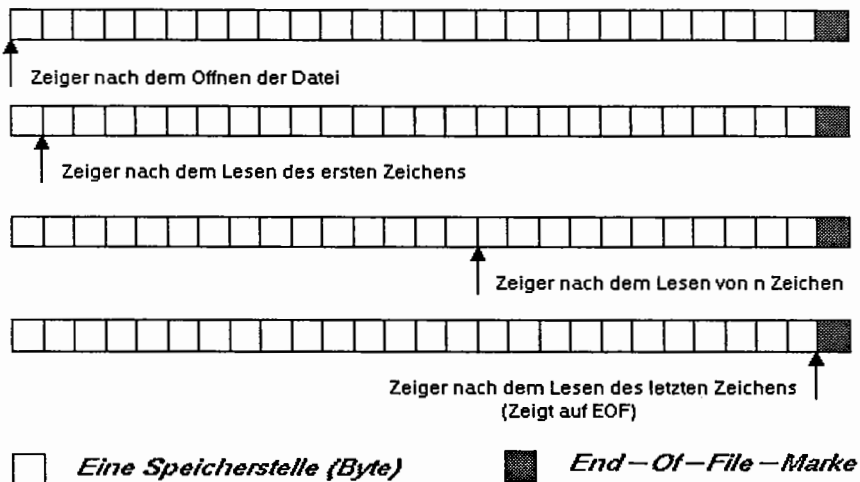 Zeiger nach dem Offnen der Datei
Zeiger nach dem Lesen des ersten Zeichens
Zeiger nach dem Lesen von n Zeichen
Zeiger nach dem Lesen des letzten Zeichens
(Zeigt auf EOF)
Eine Speicherstelle (Byte)
End-Of-File-Marke